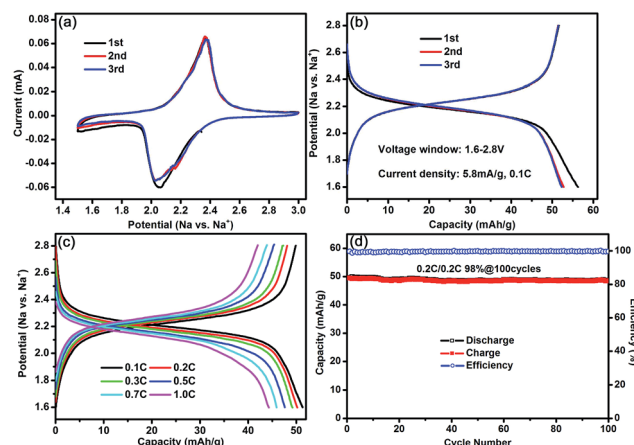 (a)
1st
2nd
3rd
0.08
0.06
0.04
0.02
0.00
-0.02
-0.04
-0.06
Current (mA)
1.4 1.6 1.8 2.0 2.2 2.4 2.6 2.8 3.0
Potential (Na vs. Na⁺)
(b)
1st
2nd
3rd
2.8
2.6
2.4
2.2
2.0
1.8
1.6
Potential (Na vs. Na⁺)
Voltage window: 1.6-2.8V
Current density: 5.8mA/g, 0.1C
0 10 20 30 40 50 60
Capacity (mAh/g)
(c)
2.8
2.6
2.4
2.2
2.0
1.8
1.6
Potential (Na vs. Na⁺)
0.1C 0.2C
0.3C 0.5C
0.7C 1.0C
0 10 20 30 40 50
Capacity (mAh/g)
(d)
60
50
40
30
20
10
0
Capacity (mAh/g)
0.2C/0.2C 98%@100cycles
Discharge
Charge
Efficiency
100
80
60
40
20
0
Efficiency (%)
0 20 40 60 80 100
Cycle Number